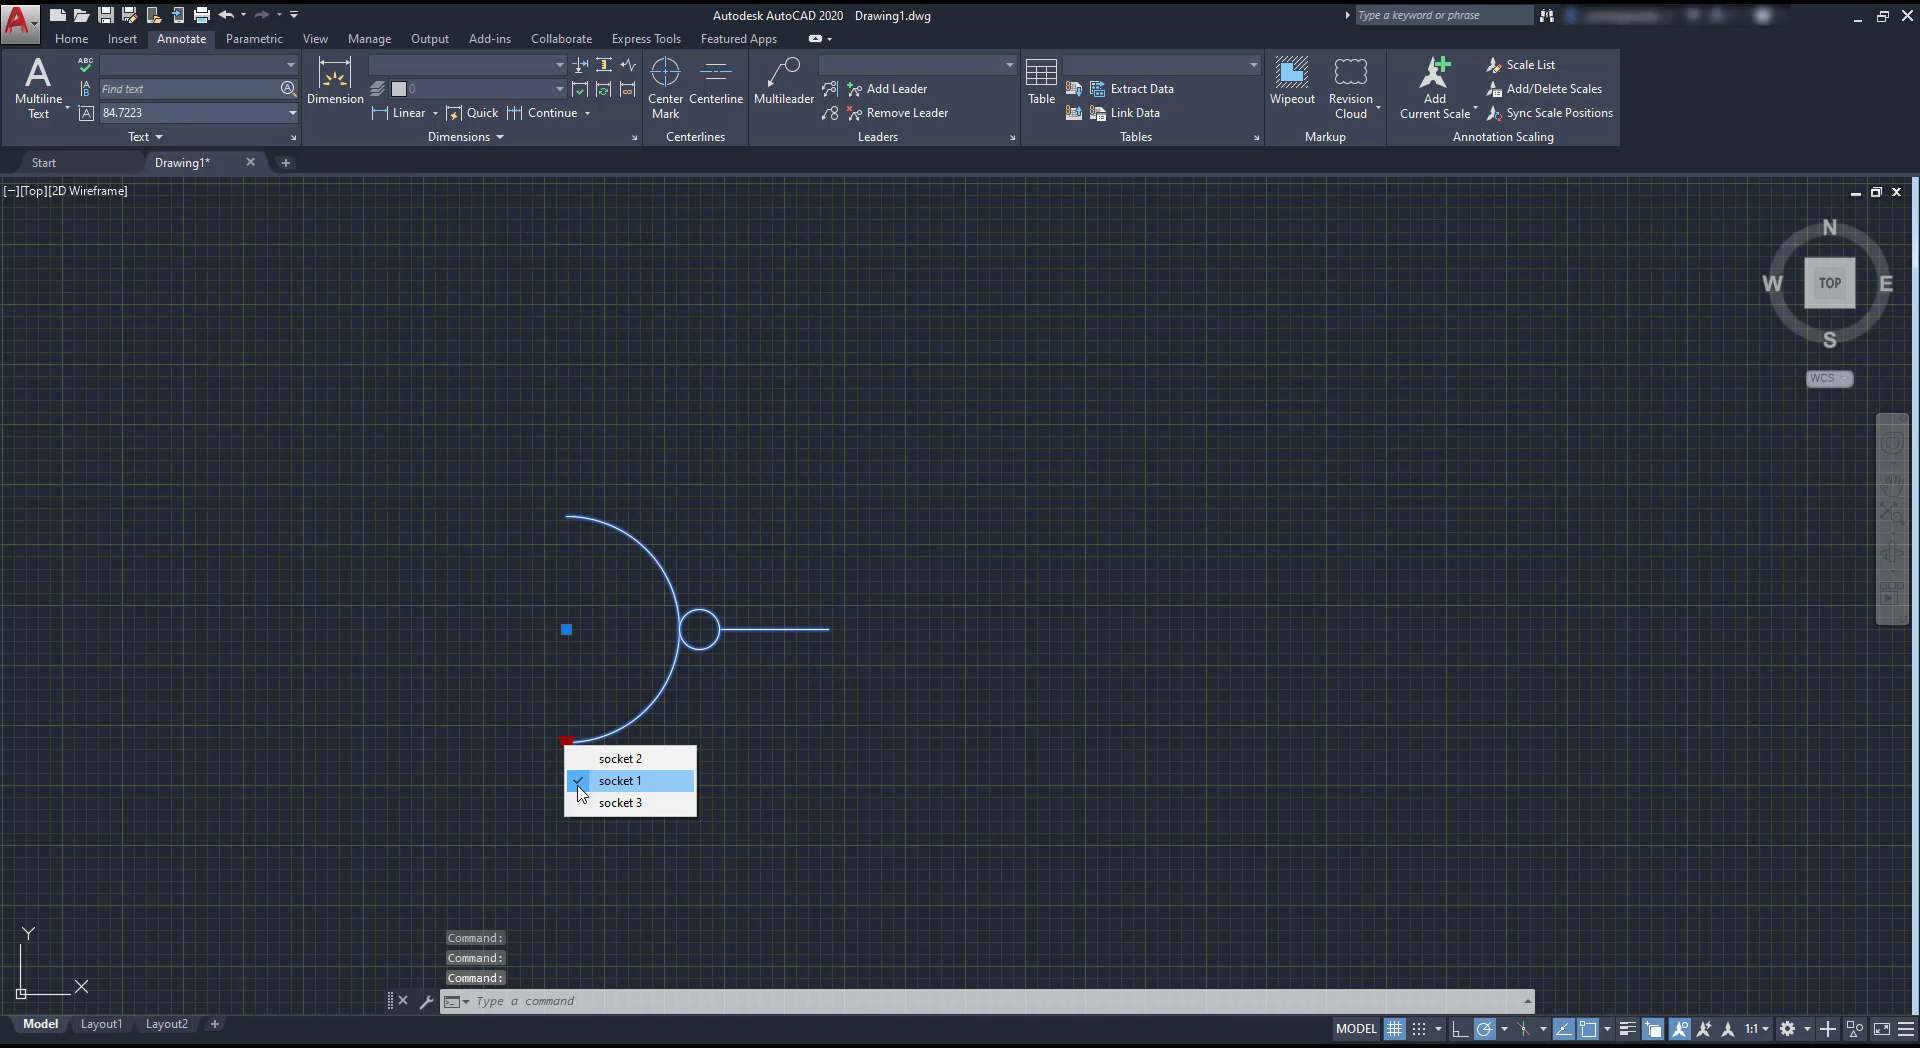 Autodesk AutoCAD 2020 Drawing1.dwg
Type a keyword or phrase
Home Insert Annotate Parametric View Manage Output Add-ins Collaborate Express Tools Featured Apps
Multiline Text
ABC
Find text
84.7223
Text
Dimension
0
Linear Quick Continue
Dimensions
Center Mark
Centerline
Centerlines
Multileader
Add Leader
Remove Leader
Leaders
Table
Extract Data
Link Data
Tables
Wipeout
Revision Cloud
Markup
Add Current Scale
Scale List
Add/Delete Scales
Sync Scale Positions
Annotation Scaling
Start Drawing1*
[−][Top][2D Wireframe]
N
W TOP E
S
WCS
socket 2
socket 1
socket 3
Y
X
Command:
Command:
Command:
Type a command
Model Layout1 Layout2
MODEL 1:1